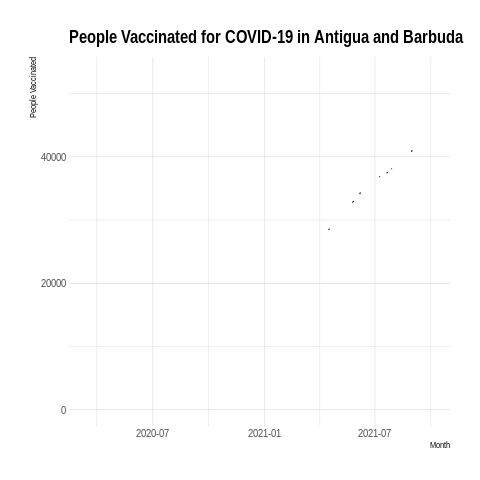 People Vaccinated for COVID-19 in Antigua and Barbuda
People Vaccinated
40000
20000
0
2020-07
2021-01
2021-07
Month